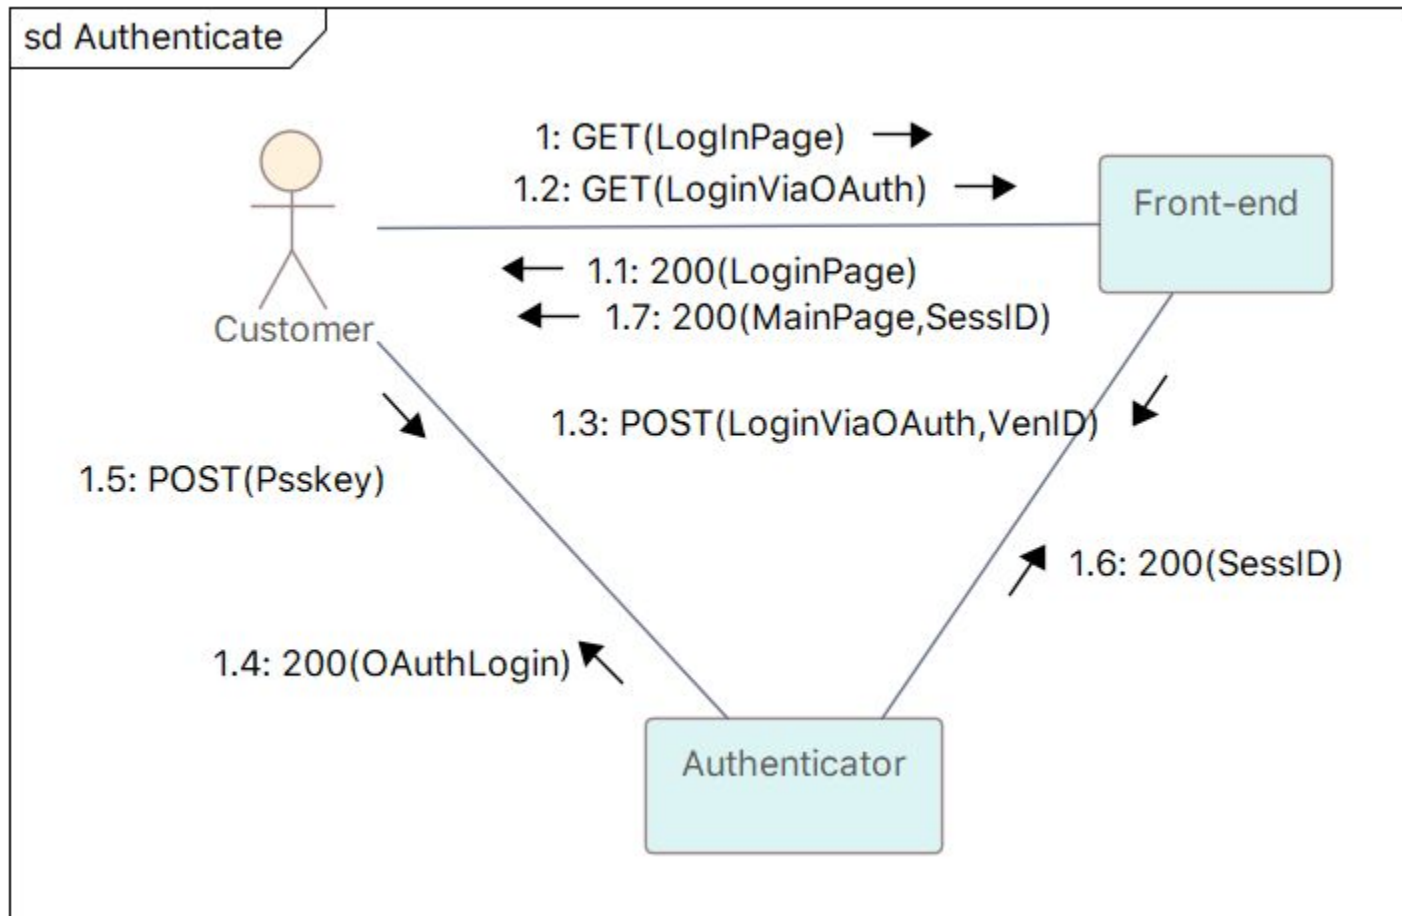 sd Authenticate
1: GET(LogInPage)
1.2: GET(LoginViaOAuth)
Front-end
1.1: 200(LoginPage)
1.7: 200(MainPage,SessID)
Customer
1.3: POST(LoginViaOAuth,VenID)
1.5: POST(Psskey)
1.6: 200(SessID)
1.4: 200(OAuthLogin)
Authenticator